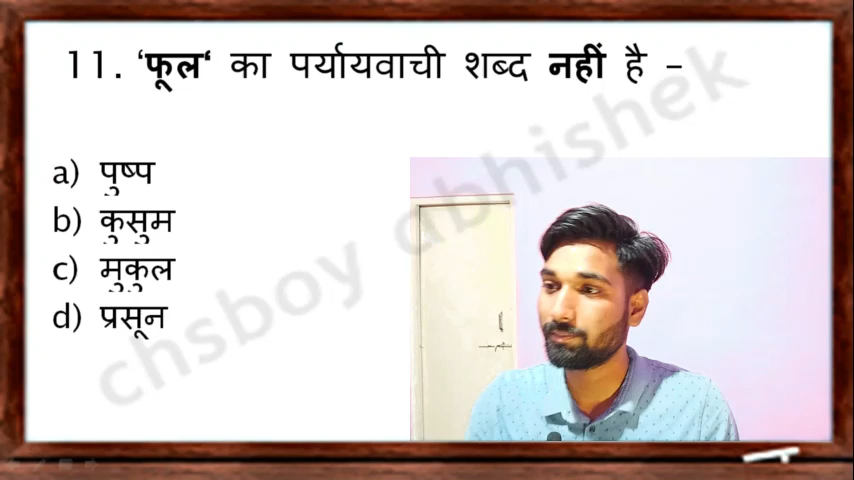 11. ‘फूल‘ का पर्यायवाची शब्द नहीं है –
a) पुष्प
b) कुसुम
c) मुकुल
d) प्रसून
chsboy abhishek